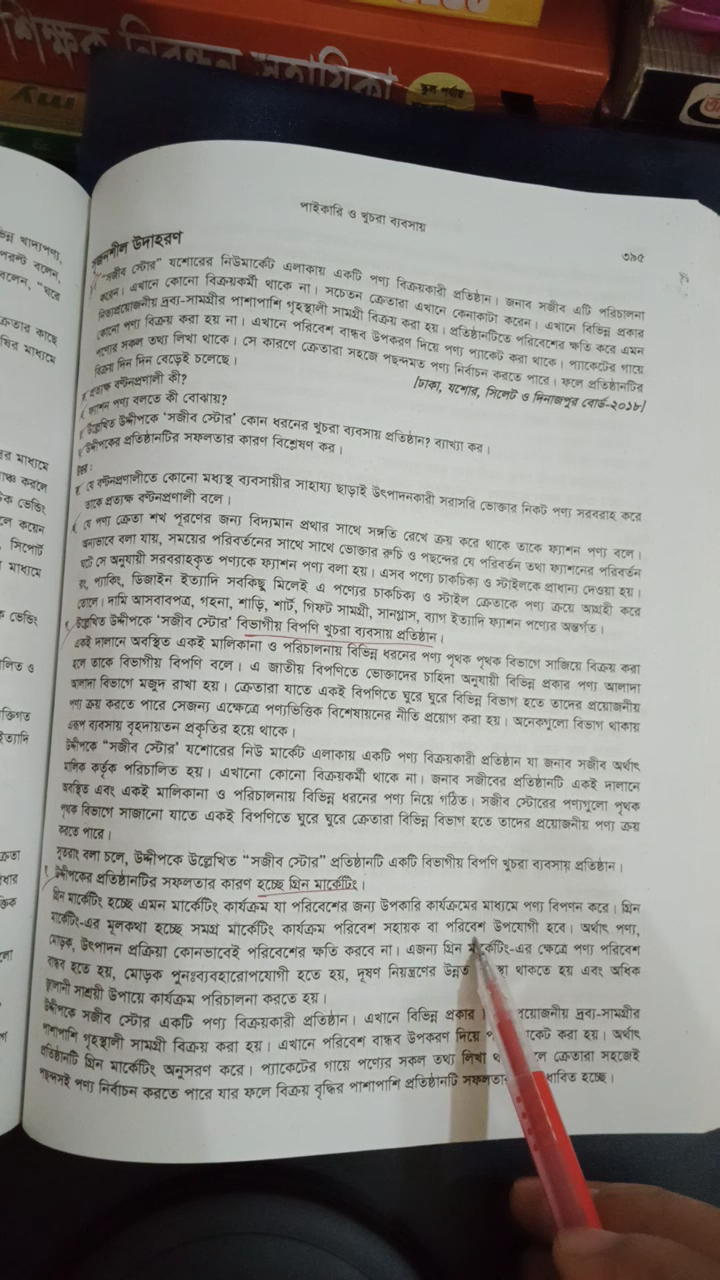 শিক্ষক নিবন্ধন সহায়িকা
স্কুল পর্যায়
পাইকারি ও খুচরা ব্যবসায়
৩৯৫
সৃজনশীল উদাহরণ
"সজীব স্টোর" যশোরের নিউমার্কেট এলাকায় একটি পণ্য বিক্রয়কারী প্রতিষ্ঠান। জনাব সজীব এটি পরিচালনা
করেন। এখানে কোনো বিক্রয়কর্মী থাকে না। সচেতন ক্রেতারা এখানে কেনাকাটা করেন। এখানে বিভিন্ন প্রকার
নিত্যপ্রয়োজনীয় দ্রব্য-সামগ্রীর পাশাপাশি গৃহস্থালী সামগ্রী বিক্রয় করা হয়। প্রতিষ্ঠানটিতে পরিবেশের ক্ষতি করে এমন
কোনো পণ্য বিক্রয় করা হয় না। এখানে পরিবেশ বান্ধব উপকরণ দিয়ে পণ্য প্যাকেট করা থাকে। প্যাকেটের গায়ে
পণ্যের সকল তথ্য লিখা থাকে। সে কারণে ক্রেতারা সহজে পছন্দমত পণ্য নির্বাচন করতে পারে। ফলে প্রতিষ্ঠানটির
বিক্রয় দিন দিন বেড়েই চলেছে।
[ঢাকা, যশোর, সিলেট ও দিনাজপুর বোর্ড-২০১৮]
প্রত্যক্ষ বণ্টনপ্রণালী কী?
ফ্যাশন পণ্য বলতে কী বোঝায়?
উল্লেখিত উদ্দীপকে 'সজীব স্টোর' কোন ধরনের খুচরা ব্যবসায় প্রতিষ্ঠান? ব্যাখ্যা কর।
উদ্দীপকের প্রতিষ্ঠানটির সফলতার কারণ বিশ্লেষণ কর।
উত্তর :
যে বণ্টনপ্রণালীতে কোনো মধ্যস্থ ব্যবসায়ীর সাহায্য ছাড়াই উৎপাদনকারী সরাসরি ভোক্তার নিকট পণ্য সরবরাহ করে
তাকে প্রত্যক্ষ বণ্টনপ্রণালী বলে।
যে পণ্য ক্রেতা শখ পূরণের জন্য বিদ্যমান প্রথার সাথে সঙ্গতি রেখে ক্রয় করে থাকে তাকে ফ্যাশন পণ্য বলে।
অন্যভাবে বলা যায়, সময়ের পরিবর্তনের সাথে সাথে ভোক্তার রুচি ও পছন্দের যে পরিবর্তন তথা ফ্যাশনের পরিবর্তন
ঘটে সে অনুযায়ী সরবরাহকৃত পণ্যকে ফ্যাশন পণ্য বলা হয়। এসব পণ্যে চাকচিক্য ও স্টাইলকে প্রাধান্য দেওয়া হয়।
রং, প্যাকিং, ডিজাইন ইত্যাদি সবকিছু মিলেই এ পণ্যের চাকচিক্য ও স্টাইল ক্রেতাকে পণ্য ক্রয়ে আগ্রহী করে
তোলে। দামি আসবাবপত্র, গহনা, শাড়ি, শার্ট, গিফট সামগ্রী, সানগ্লাস, ব্যাগ ইত্যাদি ফ্যাশন পণ্যের অন্তর্গত।
উল্লেখিত উদ্দীপকে 'সজীব স্টোর' বিভাগীয় বিপণি খুচরা ব্যবসায় প্রতিষ্ঠান।
একই দালানে অবস্থিত একই মালিকানা ও পরিচালনায় বিভিন্ন ধরনের পণ্য পৃথক পৃথক বিভাগে সাজিয়ে বিক্রয় করা
হলে তাকে বিভাগীয় বিপণি বলে। এ জাতীয় বিপণিতে ভোক্তাদের চাহিদা অনুযায়ী বিভিন্ন প্রকার পণ্য আলাদা
আলাদা বিভাগে মজুদ রাখা হয়। ক্রেতারা যাতে একই বিপণিতে ঘুরে ঘুরে বিভিন্ন বিভাগ হতে তাদের প্রয়োজনীয়
পণ্য ক্রয় করতে পারে সেজন্য এক্ষেত্রে পণ্যভিত্তিক বিশেষায়নের নীতি প্রয়োগ করা হয়। অনেকগুলো বিভাগ থাকায়
এরূপ ব্যবসায় বৃহদায়তন প্রকৃতির হয়ে থাকে।
উদ্দীপকে "সজীব স্টোর' যশোরের নিউ মার্কেট এলাকায় একটি পণ্য বিক্রয়কারী প্রতিষ্ঠান যা জনাব সজীব অর্থাৎ
মালিক কর্তৃক পরিচালিত হয়। এখানো কোনো বিক্রয়কর্মী থাকে না। জনাব সজীবের প্রতিষ্ঠানটি একই দালানে
অবস্থিত এবং একই মালিকানা ও পরিচালনায় বিভিন্ন ধরনের পণ্য নিয়ে গঠিত। সজীব স্টোরের পণ্যগুলো পৃথক
পৃথক বিভাগে সাজানো যাতে একই বিপণিতে ঘুরে ঘুরে ক্রেতারা বিভিন্ন বিভাগ হতে তাদের প্রয়োজনীয় পণ্য ক্রয়
করতে পারে।
সুতরাং বলা চলে, উদ্দীপকে উল্লেখিত "সজীব স্টোর" প্রতিষ্ঠানটি একটি বিভাগীয় বিপণি খুচরা ব্যবসায় প্রতিষ্ঠান।
উদ্দীপকের প্রতিষ্ঠানটির সফলতার কারণ হচ্ছে গ্রিন মার্কেটিং।
গ্রিন মার্কেটিং হচ্ছে এমন মার্কেটিং কার্যক্রম যা পরিবেশের জন্য উপকারি কার্যক্রমের মাধ্যমে পণ্য বিপণন করে। গ্রিন
মার্কেটিং-এর মূলকথা হচ্ছে সমগ্র মার্কেটিং কার্যক্রম পরিবেশ সহায়ক বা পরিবেশ উপযোগী হবে। অর্থাৎ পণ্য,
মোড়ক, উৎপাদন প্রক্রিয়া কোনভাবেই পরিবেশের ক্ষতি করবে না। এজন্য গ্রিন মার্কেটিং-এর ক্ষেত্রে পণ্য পরিবেশ
বান্ধব হতে হয়, মোড়ক পুনঃব্যবহারোপযোগী হতে হয়, দূষণ নিয়ন্ত্রণের উন্নত থাকতে হয় এবং অধিক
জ্বালানী সাশ্রয়ী উপায়ে কার্যক্রম পরিচালনা করতে হয়।
উদ্দীপকে সজীব স্টোর একটি পণ্য বিক্রয়কারী প্রতিষ্ঠান। এখানে বিভিন্ন প্রকার দ্রব্য-সামগ্রীর
পাশাপাশি গৃহস্থালী সামগ্রী বিক্রয় করা হয়। এখানে পরিবেশ বান্ধব উপকরণ দিয়ে করা হয়। অর্থাৎ
প্রতিষ্ঠানটি গ্রিন মার্কেটিং অনুসরণ করে। প্যাকেটের গায়ে পণ্যের সকল তথ্য লিখা ক্রেতারা সহজেই
পছন্দসই পণ্য নির্বাচন করতে পারে যার ফলে বিক্রয় বৃদ্ধির পাশাপাশি প্রতিষ্ঠানটি হচ্ছে।